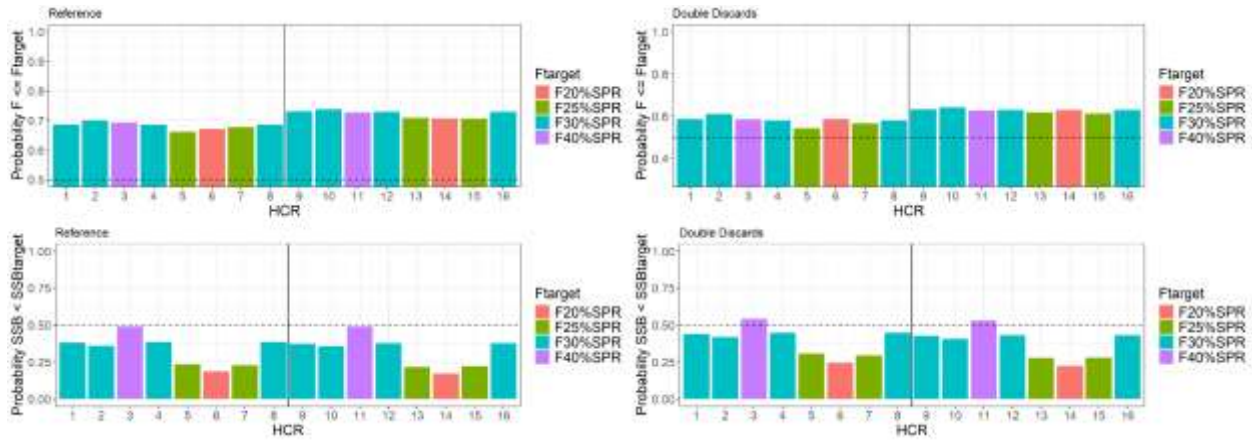 Reference
Probability F <= Ftarget
1.0
0.9
0.8
0.7
0.6
0.5
1 2 3 4 5 6 7 8 9 10 11 12 13 14 15 16
HCR
Ftarget
F20%SPR
F25%SPR
F30%SPR
F40%SPR
Double Discards
Probability F <= Ftarget
1.0
0.8
0.6
0.4
1 2 3 4 5 6 7 8 9 10 11 12 13 14 15 16
HCR
Ftarget
F20%SPR
F25%SPR
F30%SPR
F40%SPR
Reference
Probability SSB < SSBtarget
1.00
0.75
0.50
0.25
0.00
1 2 3 4 5 6 7 8 9 10 11 12 13 14 15 16
HCR
Ftarget
F20%SPR
F25%SPR
F30%SPR
F40%SPR
Double Discards
Probability SSB < SSBtarget
1.00
0.75
0.50
0.25
0.00
1 2 3 4 5 6 7 8 9 10 11 12 13 14 15 16
HCR
Ftarget
F20%SPR
F25%SPR
F30%SPR
F40%SPR